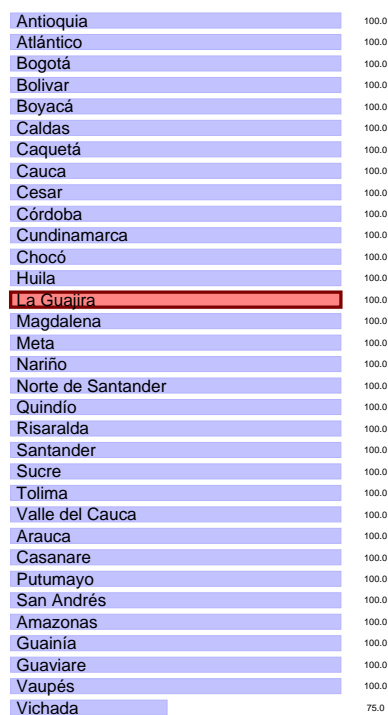 Antioquia 100.0
Atlántico 100.0
Bogotá 100.0
Bolivar 100.0
Boyacá 100.0
Caldas 100.0
Caquetá 100.0
Cauca 100.0
Cesar 100.0
Córdoba 100.0
Cundinamarca 100.0
Chocó 100.0
Huila 100.0
La Guajira 100.0
Magdalena 100.0
Meta 100.0
Nariño 100.0
Norte de Santander 100.0
Quindío 100.0
Risaralda 100.0
Santander 100.0
Sucre 100.0
Tolima 100.0
Valle del Cauca 100.0
Arauca 100.0
Casanare 100.0
Putumayo 100.0
San Andrés 100.0
Amazonas 100.0
Guainía 100.0
Guaviare 100.0
Vaupés 100.0
Vichada 75.0